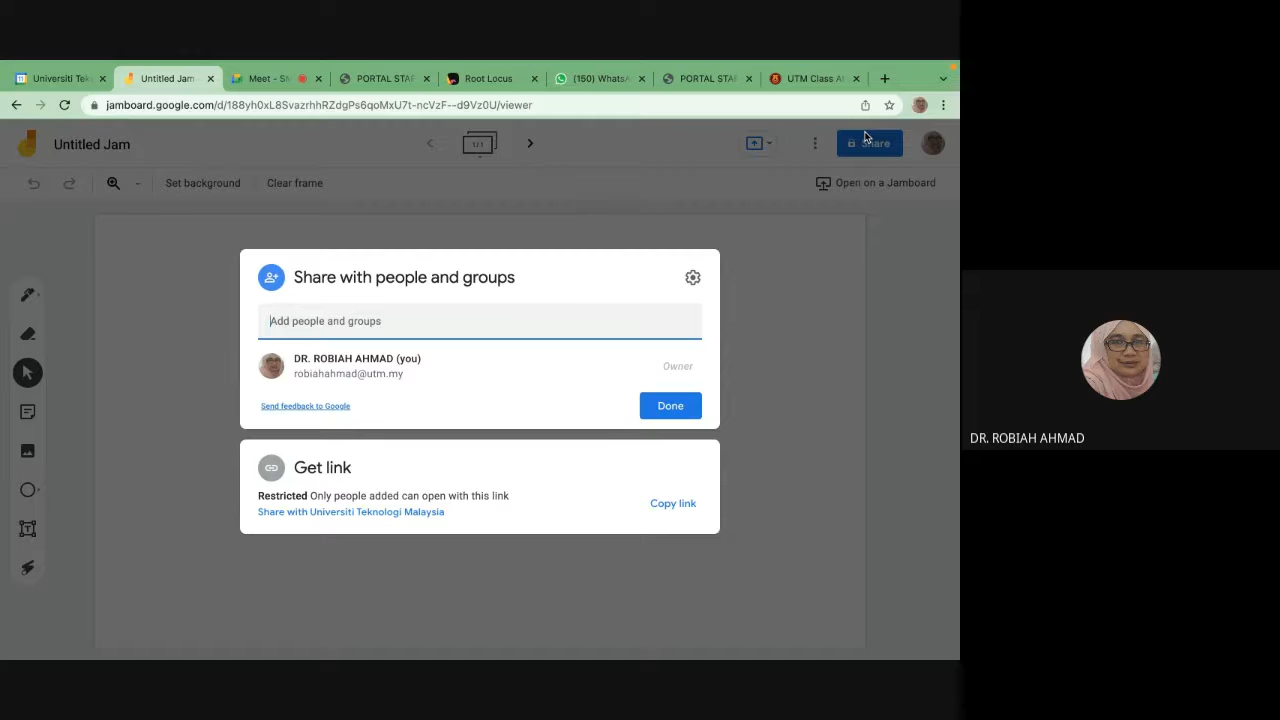 Universiti Tek
Untitled Jam
Meet - S
PORTAL STAF
Root Locus
(150) Whats
PORTAL STAF
UTM Class A
jamboard.google.com/d/188yh0xL8SvazrhhRZdgPs6qoMxU7t-ncVzF--d9Vz0U/viewer
Untitled Jam
1/1
Share
Set background
Clear frame
Open on a Jamboard
Share with people and groups
Add people and groups
DR. ROBIAH AHMAD (you)
robiahahmad@utm.my
Owner
Send feedback to Google
Done
Get link
Restricted Only people added can open with this link
Share with Universiti Teknologi Malaysia
Copy link
DR. ROBIAH AHMAD